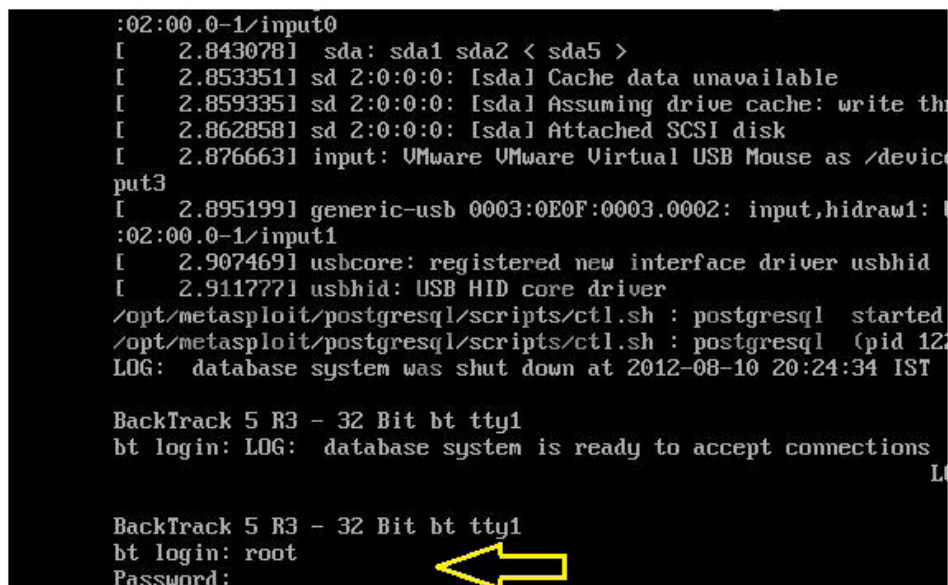 :02:00.0-1/input0
[    2.843078]  sda: sda1 sda2 < sda5 >
[    2.853351] sd 2:0:0:0: [sda] Cache data unavailable
[    2.859335] sd 2:0:0:0: [sda] Assuming drive cache: write th
[    2.862858] sd 2:0:0:0: [sda] Attached SCSI disk
[    2.876663] input: VMware VMware Virtual USB Mouse as /devic
put3
[    2.895199] generic-usb 0003:0E0F:0003.0002: input,hidraw1:
:02:00.0-1/input1
[    2.907469] usbcore: registered new interface driver usbhid
[    2.911777] usbhid: USB HID core driver
/opt/metasploit/postgresql/scripts/ctl.sh : postgresql  started
/opt/metasploit/postgresql/scripts/ctl.sh : postgresql  (pid 122
LOG:  database system was shut down at 2012-08-10 20:24:34 IST
BackTrack 5 R3 - 32 Bit bt tty1
bt login: LOG:  database system is ready to accept connections
BackTrack 5 R3 - 32 Bit bt tty1
bt login: root
Password: